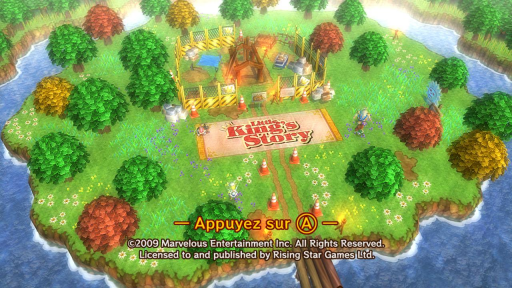 Little
King's
Story
— Appuyez sur Ⓐ —
©2009 Marvelous Entertainment Inc. All Rights Reserved.
Licensed to and published by Rising Star Games Ltd.